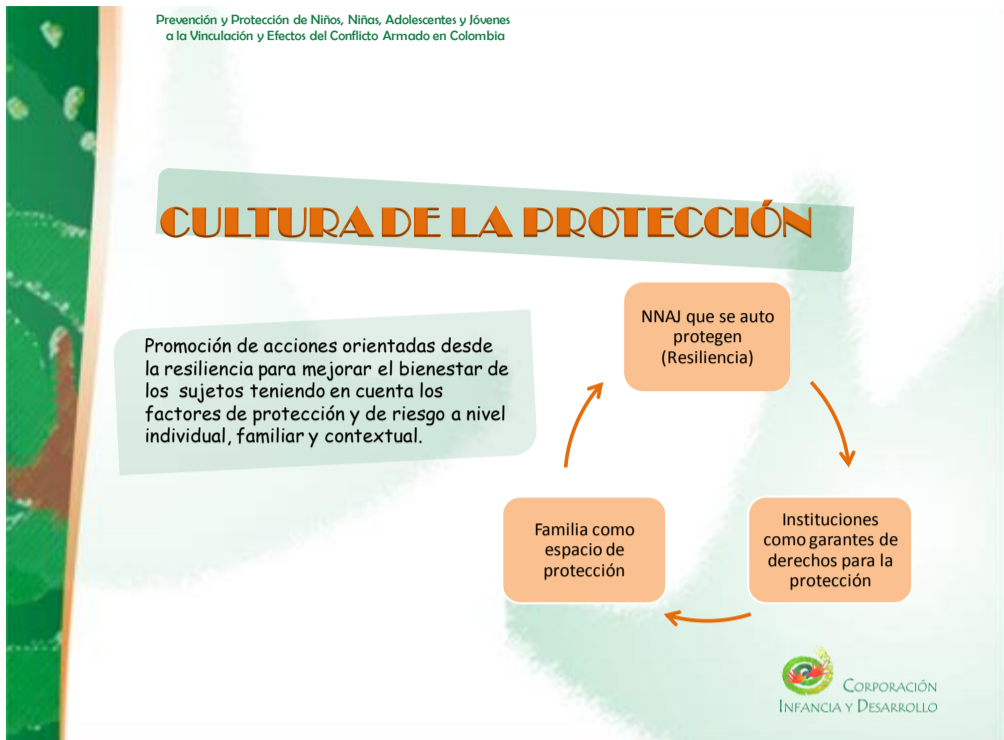 Prevención y Protección de Niños, Niñas, Adolescentes y Jóvenes
a la Vinculación y Efectos del Conflicto Armado en Colombia
CULTURA DE LA PROTECCIÓN
Promoción de acciones orientadas desde
la resiliencia para mejorar el bienestar de
los sujetos teniendo en cuenta los
factores de protección y de riesgo a nivel
individual, familiar y contextual.
NNAJ que se auto
protegen
(Resiliencia)
Instituciones
como garantes de
derechos para la
protección
Familia como
espacio de
protección
CORPORACIÓN
INFANCIA Y DESARROLLO